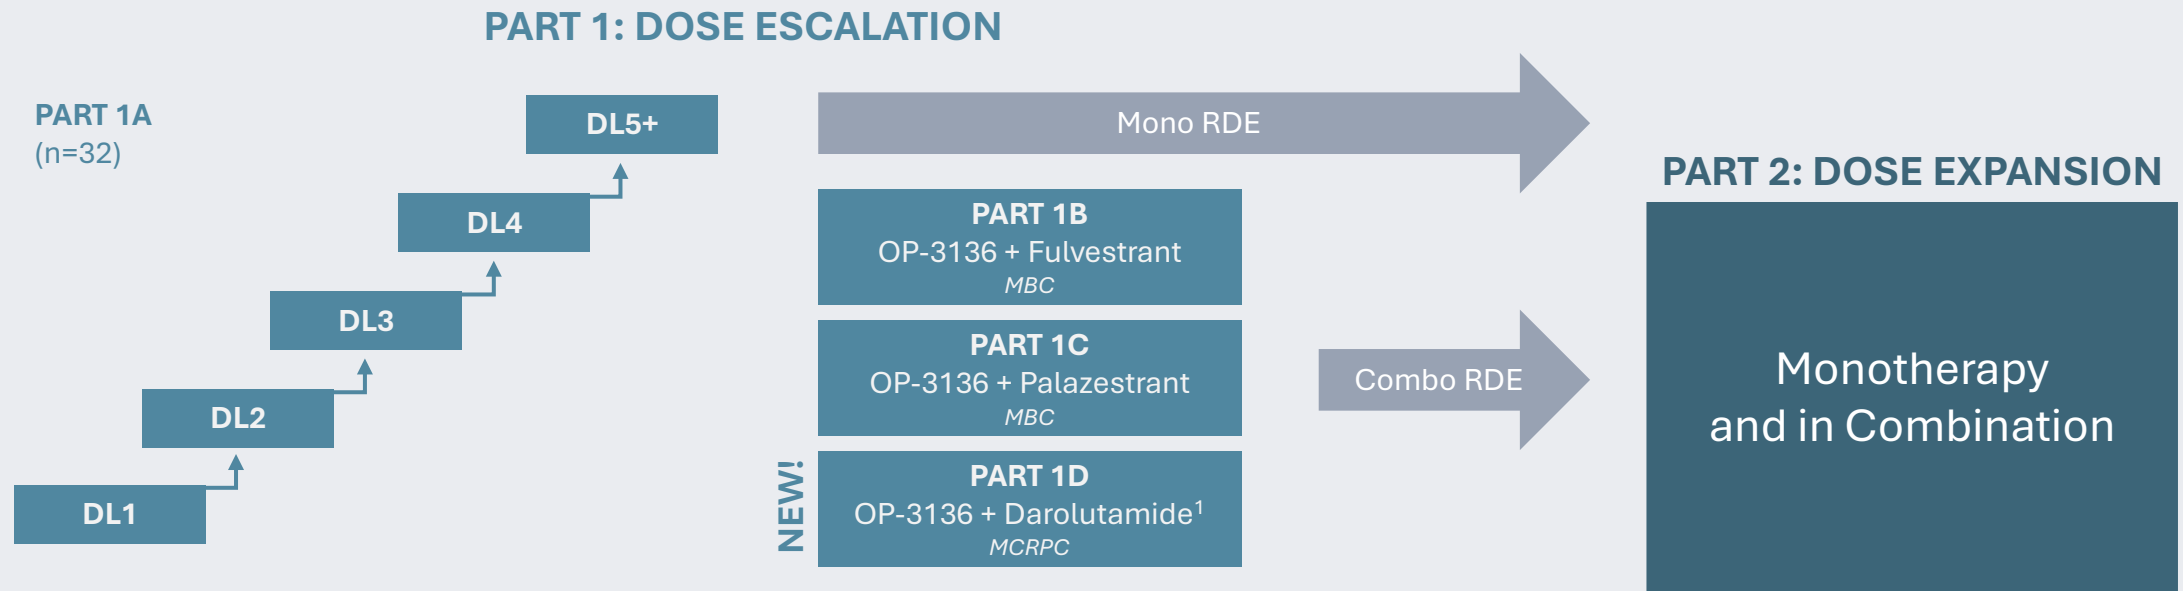 PART 1: DOSE ESCALATION
PART 1A
(n=32)
DL5+
DL4
DL3
DL2
DL1
Mono RDE
PART 1B
OP-3136 + Fulvestrant
MBC
PART 1C
OP-3136 + Palazestrant
MBC
NEW!
PART 1D
OP-3136 + Darolutamide¹
MCRPC
Combo RDE
PART 2: DOSE EXPANSION
Monotherapy
and in Combination